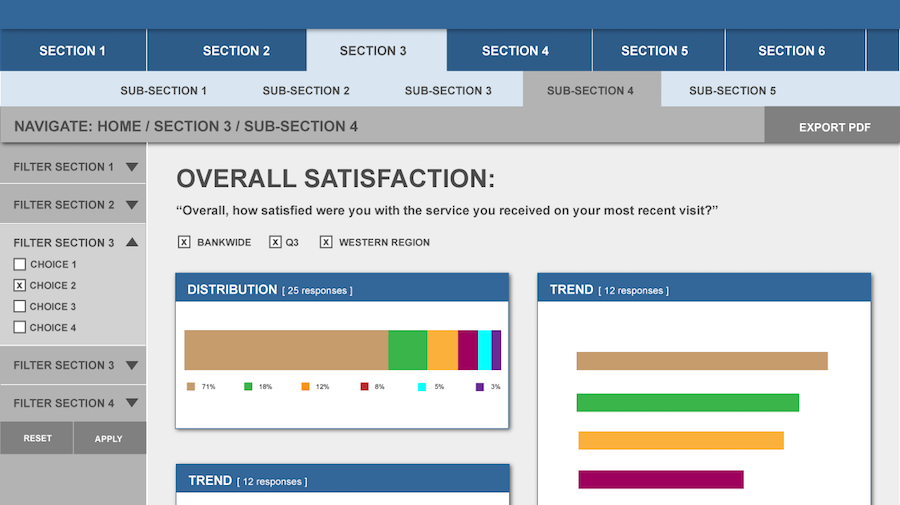 SECTION 1 SECTION 2 SECTION 3 SECTION 4 SECTION 5 SECTION 6
SUB-SECTION 1 SUB-SECTION 2 SUB-SECTION 3 SUB-SECTION 4 SUB-SECTION 5
NAVIGATE: HOME / SECTION 3 / SUB-SECTION 4
EXPORT PDF
FILTER SECTION 1
FILTER SECTION 2
FILTER SECTION 3
CHOICE 1
X CHOICE 2
CHOICE 3
CHOICE 4
FILTER SECTION 3
FILTER SECTION 4
RESET APPLY
OVERALL SATISFACTION:
“Overall, how satisfied were you with the service you received on your most recent visit?”
X BANKWIDE X Q3 X WESTERN REGION
DISTRIBUTION [ 25 responses ]
71% 18% 12% 8% 5% 3%
TREND [ 12 responses ]
TREND [ 12 responses ]